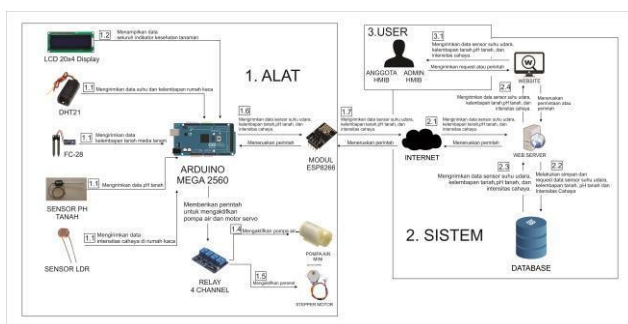 1.2
Menampilkan data
seluruh indikator kesehatan tanaman
LCD 20x4 Display
1. ALAT
1.1
Mengirimkan data suhu dan kelembapan rumah kaca
DHT21
1.1
Mengirimkan data
kelembapan tanah media tanam
FC-28
1.1
Mengirimkan data pH tanah
SENSOR PH
TANAH
1.1
Mengirimkan data
intensitas cahaya di rumah kaca
SENSOR LDR
ARDUINO
MEGA 2560
Memberikan perintah
untuk mengaktifkan
pompa air dan motor servo
1.4
Mengaktifkan pompa air
POMPA AIR
MINI
RELAY
4 CHANNEL
1.5
Mengaktifkan peranet
STEPPER MOTOR
1.6
Mengirimkan data sensor suhu udara,
kelembapan tanah,pH tanah, dan
intensitas cahaya
Meneruskan perintah
MODUL
ESP8266
1.7
Mengirimkan data sensor suhu udara,
kelembapan tanah,pH tanah, dan
intensitas cahaya
Meneruskan perintah
INTERNET
2.1
Mengirimkan data sensor suhu udara,
kelembapan tanah,pH tanah, dan
intensitas cahaya
Meneruskan perintah
WEB SERVER
3.USER
ANGGOTA
HMIB
ADMIN
HMIB
3.1
Mengirimkan data sensor suhu udara,
kelembapan tanah,pH tanah, dan
intensitas cahaya
Mengirimkan request atau perintah
WEBSITE
2.4
Mengirimkan data sensor suhu udara,
kelembapan tanah,pH tanah, dan
intensitas cahaya
Meneruskan
permintaan atau
perintah
2.3
Mengirimkan data sensor suhu udara,
kelembapan tanah,pH tanah, dan
intensitas cahaya
2.2
Melakukan simpan dan
request data sensor suhu udara,
kelembapan tanah, pH tanah dan
Intensitas Cahaya
2. SISTEM
DATABASE